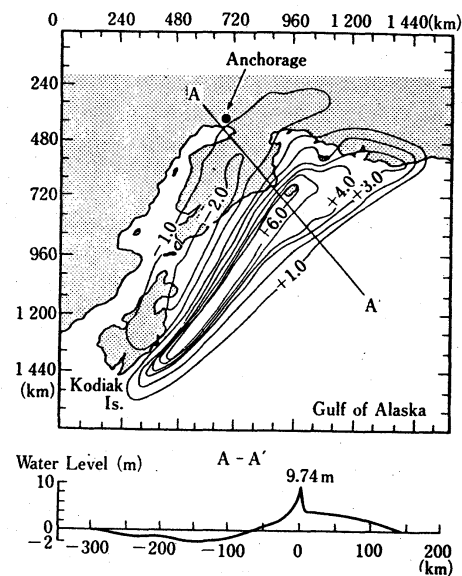 0 240 480 720 960 1 200 1 440(km)
Anchorage
A
240
480
720
960
1 200
1 440
(km)
-1.0
-2.0
+6.0
+4.0
+3.0
+1.0
A
Kodiak
Is.
Gulf of Alaska
Water Level (m)
A - A′
9.74 m
10
0
-2
-300 -200 -100 0 100 200
(km)